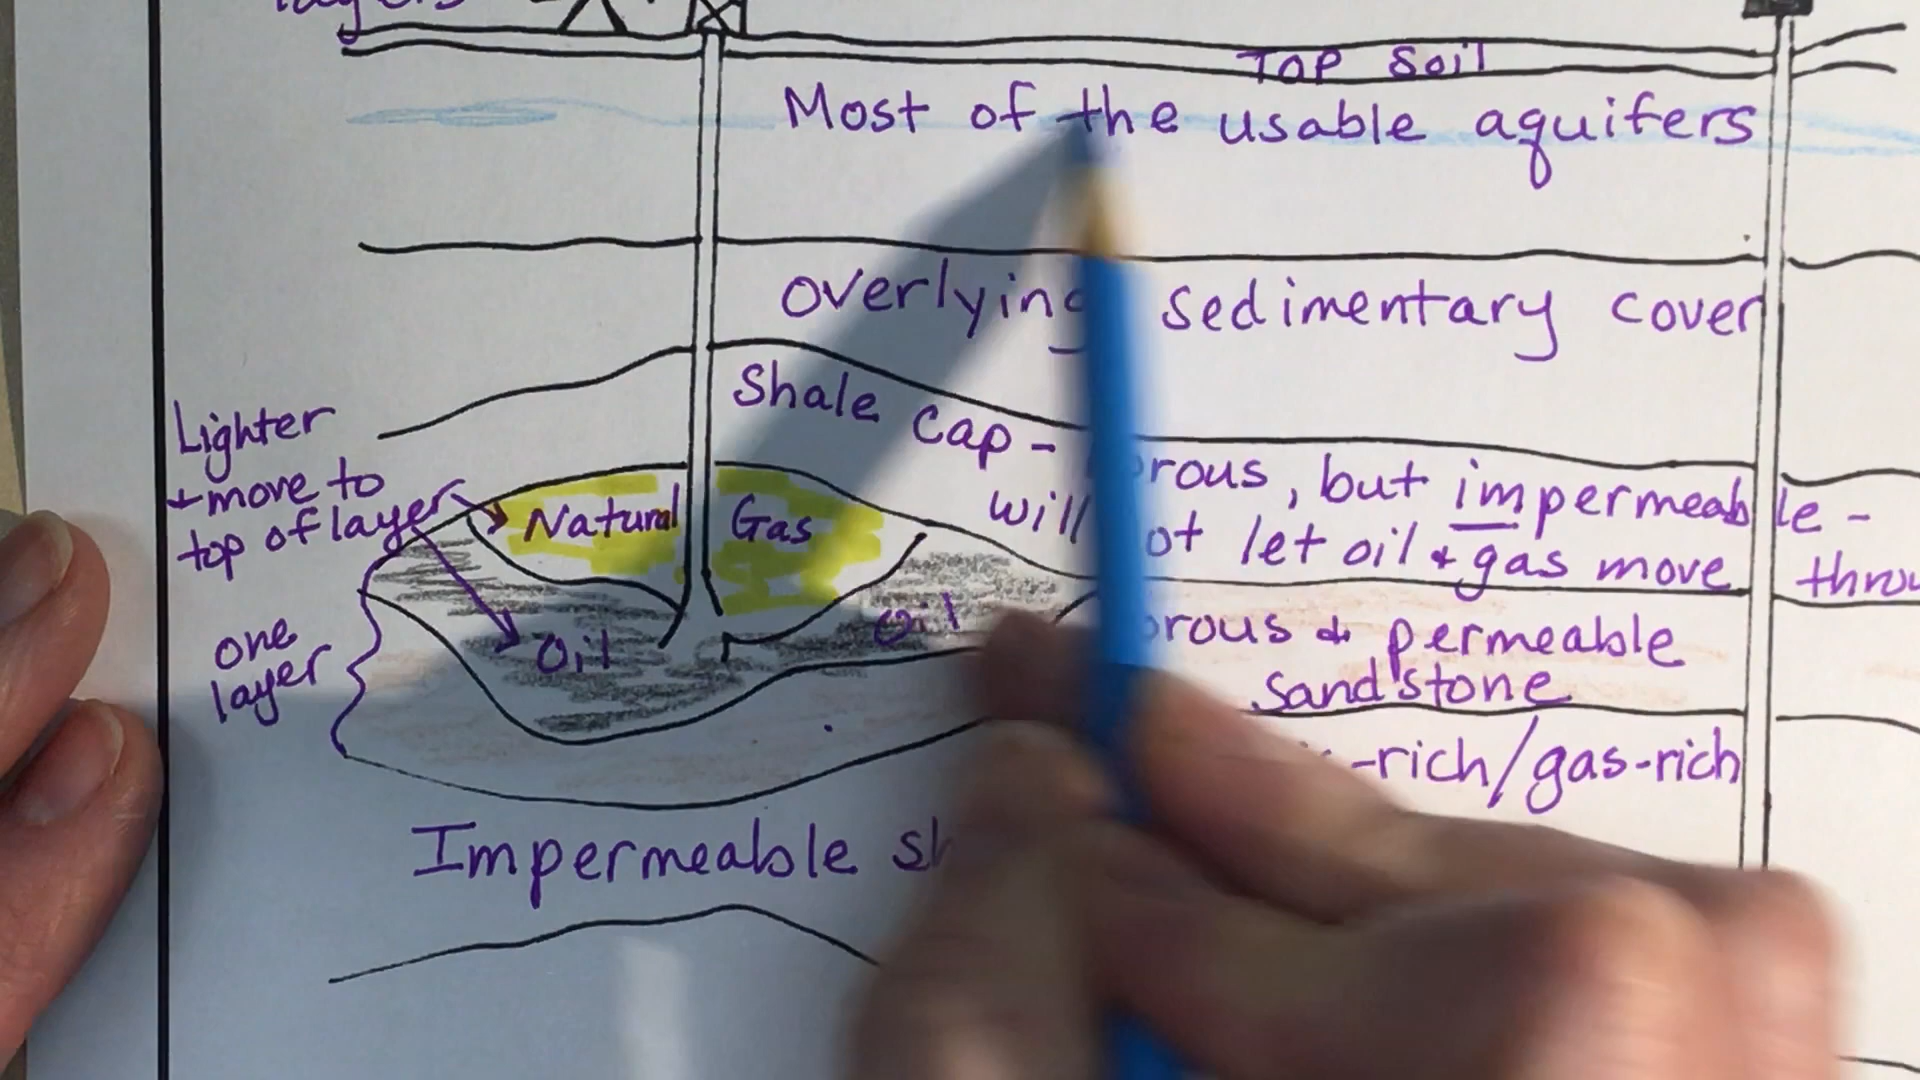 layers
TOP Soil
Most of the usable aquifers
overlying sedimentary cover
Shale cap - rous, but impermeable -
will ot let oil + gas move throu
Lighter
+ move to
top of layer
Natural Gas
Oil
oil
one
layer
rous + permeable
sandstone
-rich/gas-rich
Impermeable sh